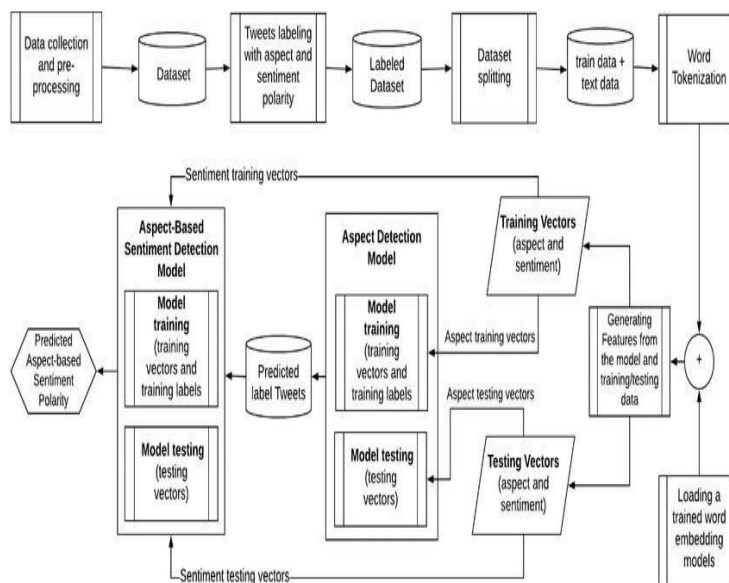 Data collection
and pre-
processing
Dataset
Tweets labeling
with aspect and
sentiment
polarity
Labeled
Dataset
Dataset
splitting
train data +
text data
Word
Tokenization
Sentiment training vectors
Aspect-Based
Sentiment Detection
Model
Model
training
(training
vectors and
training labels
Model testing
(testing
vectors)
Predicted
Aspect-based
Sentiment
Polarity
Predicted
label Tweets
Aspect Detection
Model
Model
training
(training
vectors and
training labels
Model testing
(testing
vectors)
Training Vectors
(aspect and
sentiment)
Aspect training vectors
Aspect testing vectors
Testing Vectors
(aspect and
sentiment)
Generating
Features from
the model and
training/testing
data
+
Loading a
trained word
embedding
models
Sentiment testing vectors